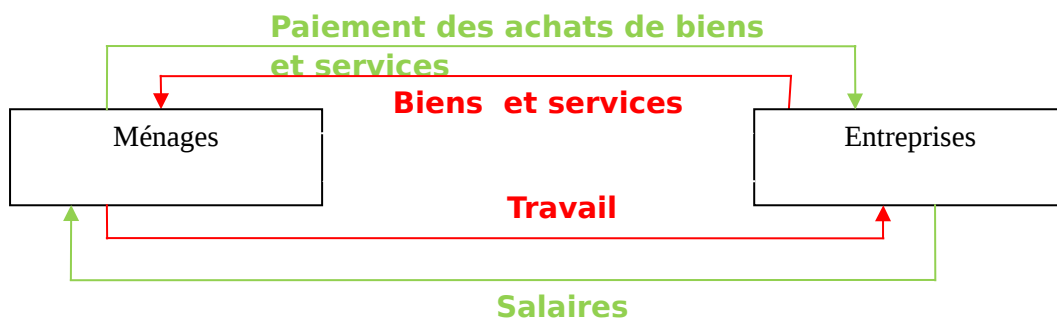 Paiement des achats de biens
et services
Biens et services
Ménages
Entreprises
Travail
Salaires